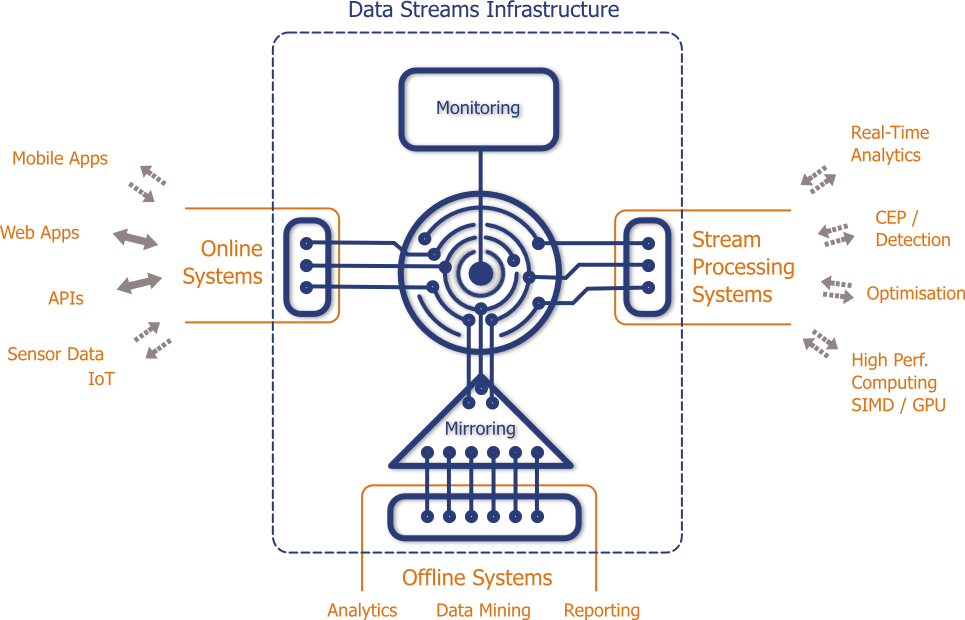 Data Streams Infrastructure
Monitoring
Mobile Apps
Web Apps
APIs
Sensor Data
IoT
Online
Systems
Stream
Processing
Systems
Real-Time
Analytics
CEP /
Detection
Optimisation
High Perf.
Computing
SIMD / GPU
Mirroring
Offline Systems
Analytics
Data Mining
Reporting